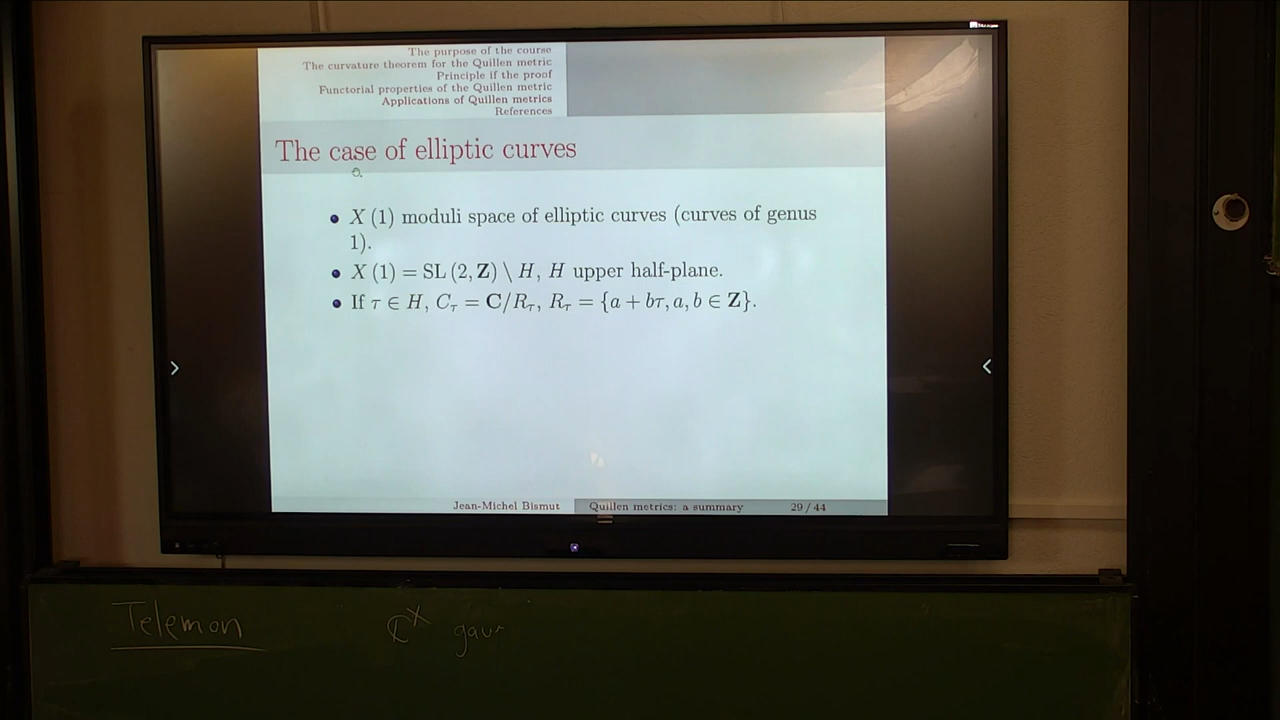 The purpose of the course
The curvature theorem for the Quillen metric
Principle if the proof
Functorial properties of the Quillen metric
Applications of Quillen metrics
References
The case of elliptic curves
• X (1) moduli space of elliptic curves (curves of genus
1).
• X (1) = SL (2, Z) \ H, H upper half-plane.
• If τ ∈ H, C_τ = C/R_τ, R_τ = {a + bτ, a, b ∈ Z}.
Jean-Michel Bismut Quillen metrics: a summary 29 / 44
Telemon ℂ^X